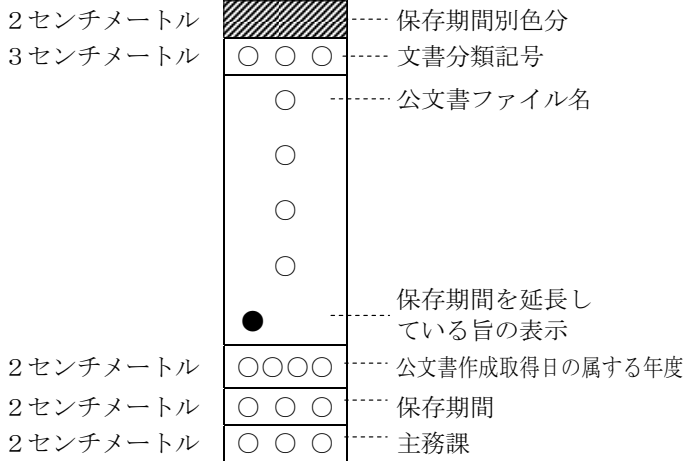 ２センチメートル 保存期間別色分
３センチメートル ○ ○ ○ 文書分類記号
○ 公文書ファイル名
○
○
○
保存期間を延長し
● ている旨の表示
２センチメートル ○○○○ 公文書作成取得日の属する年度
２センチメートル ○ ○ ○ 保存期間
２センチメートル ○ ○ ○ 主務課